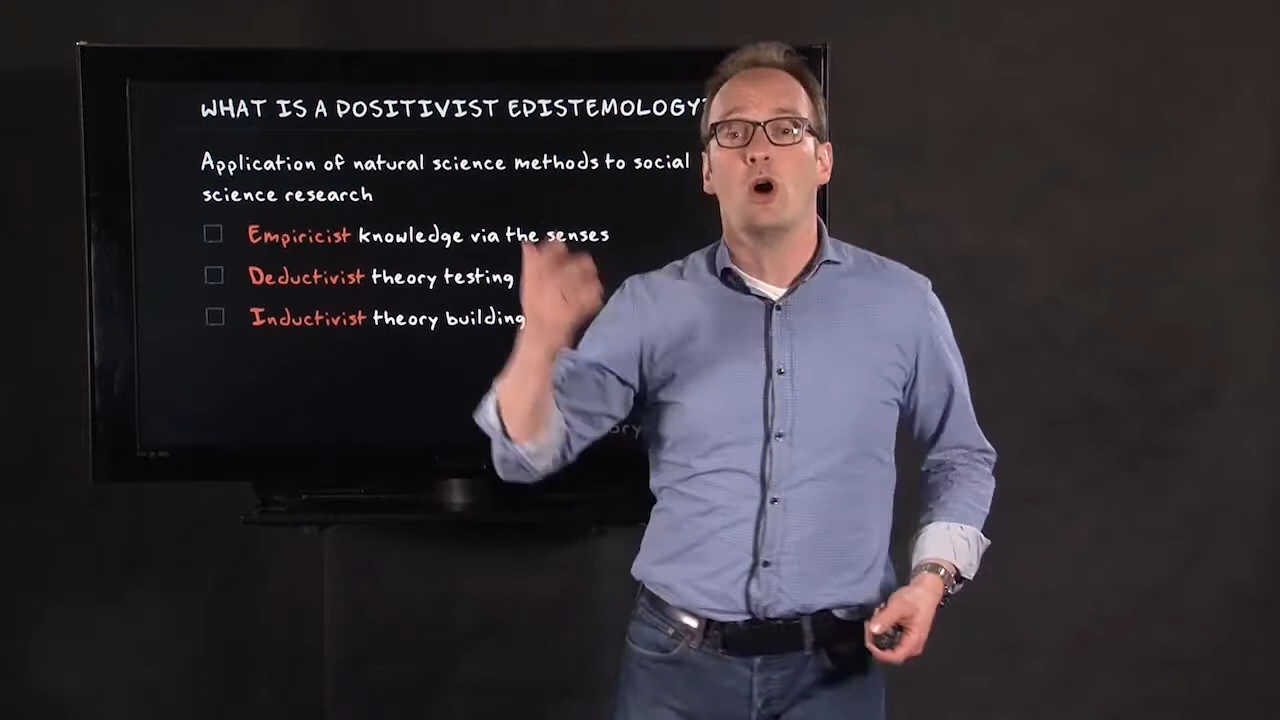 WHAT IS A POSITIVIST EPISTEMOLOGY?
Application of natural science methods to social
science research
Empiricist knowledge via the senses
Deductivist theory testing
Inductivist theory building